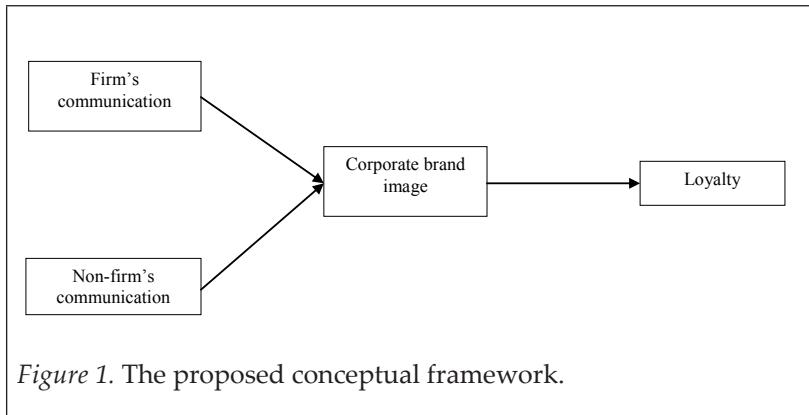 Firm's
communication
Corporate brand
image
Loyalty
Non-firm's
communication
Figure 1. The proposed conceptual framework.